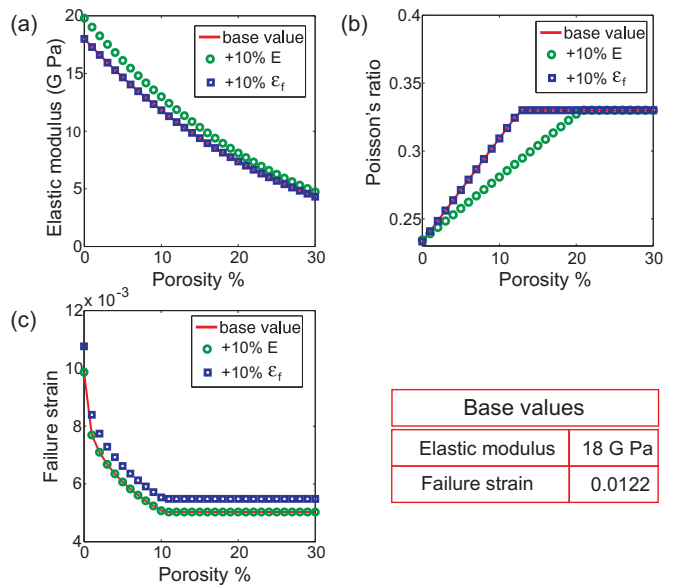 (a)
20
15
10
5
0
Elastic modulus (G Pa)
0 10 20 30
Porosity %
base value
+10% E
+10% εf
(b)
0.4
0.35
0.3
0.25
Poisson's ratio
0 10 20 30
Porosity %
base value
+10% E
+10% εf
(c)
12 x 10⁻³
10
8
6
4
Failure strain
0 10 20 30
Porosity %
base value
+10% E
+10% εf
Base values
Elastic modulus 18 G Pa
Failure strain 0.0122